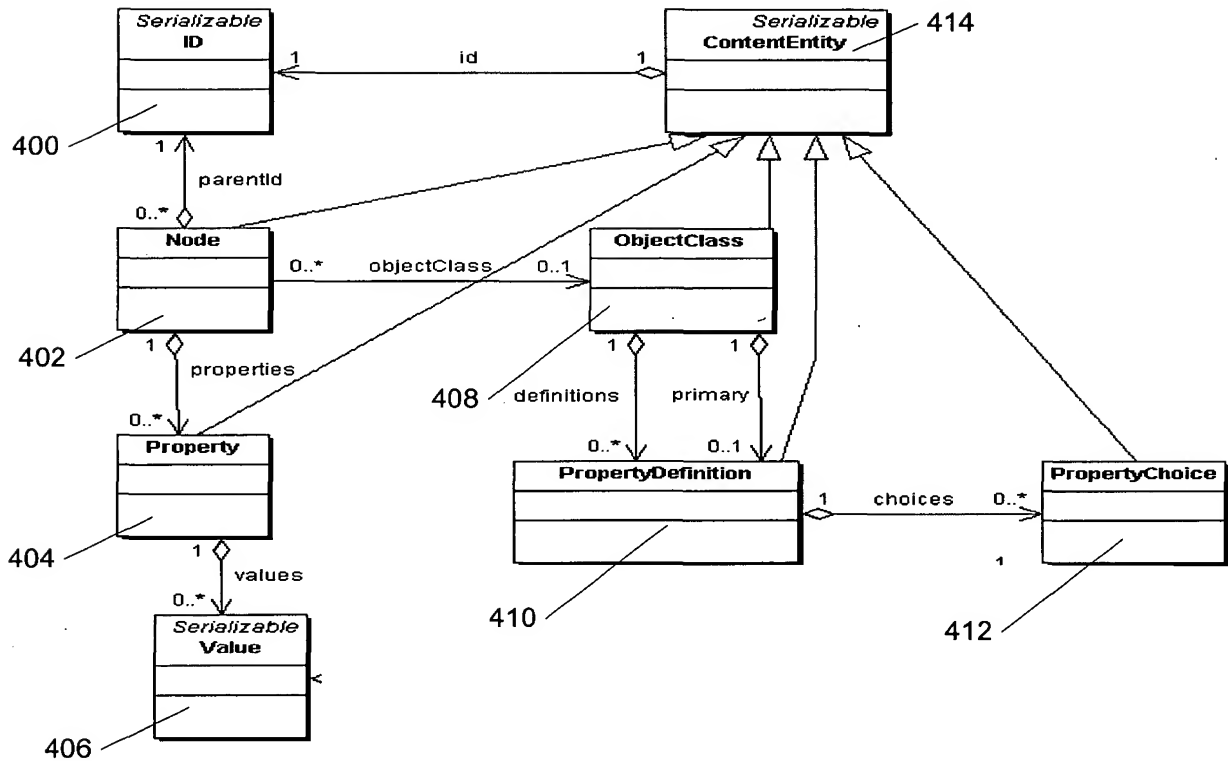 Serializable
ID
Serializable
ContentEntity
414
1
id
1
400
1
parentId
0..*
Node
ObjectClass
0..*
objectClass
0..1
402
1
properties
1
1
408
definitions
primary
0..*
0..*
0..1
Property
PropertyDefinition
PropertyChoice
1
choices
0..*
404
1
values
1
0..*
410
412
Serializable
Value
406